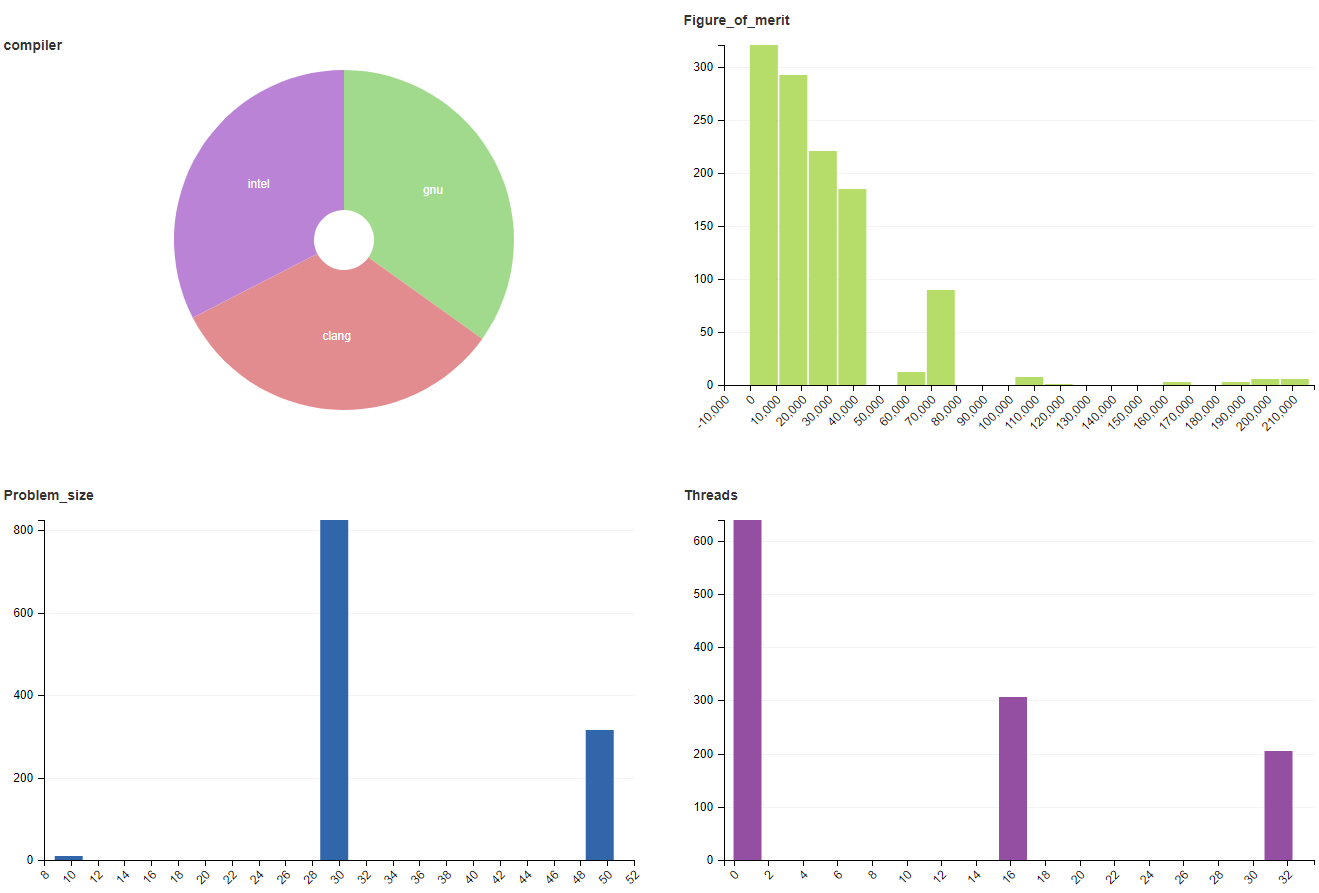 compiler
intel
gnu
clang
Figure_of_merit
300
250
200
150
100
50
0
-10,000 0 10,000 20,000 30,000 40,000 50,000 60,000 70,000 80,000 90,000 100,000 110,000 120,000 130,000 140,000 150,000 160,000 170,000 180,000 190,000 200,000 210,000
Problem_size
800
600
400
200
0
8 10 12 14 16 18 20 22 24 26 28 30 32 34 36 38 40 42 44 46 48 50 52
Threads
600
500
400
300
200
100
0
0 2 4 6 8 10 12 14 16 18 20 22 24 26 28 30 32